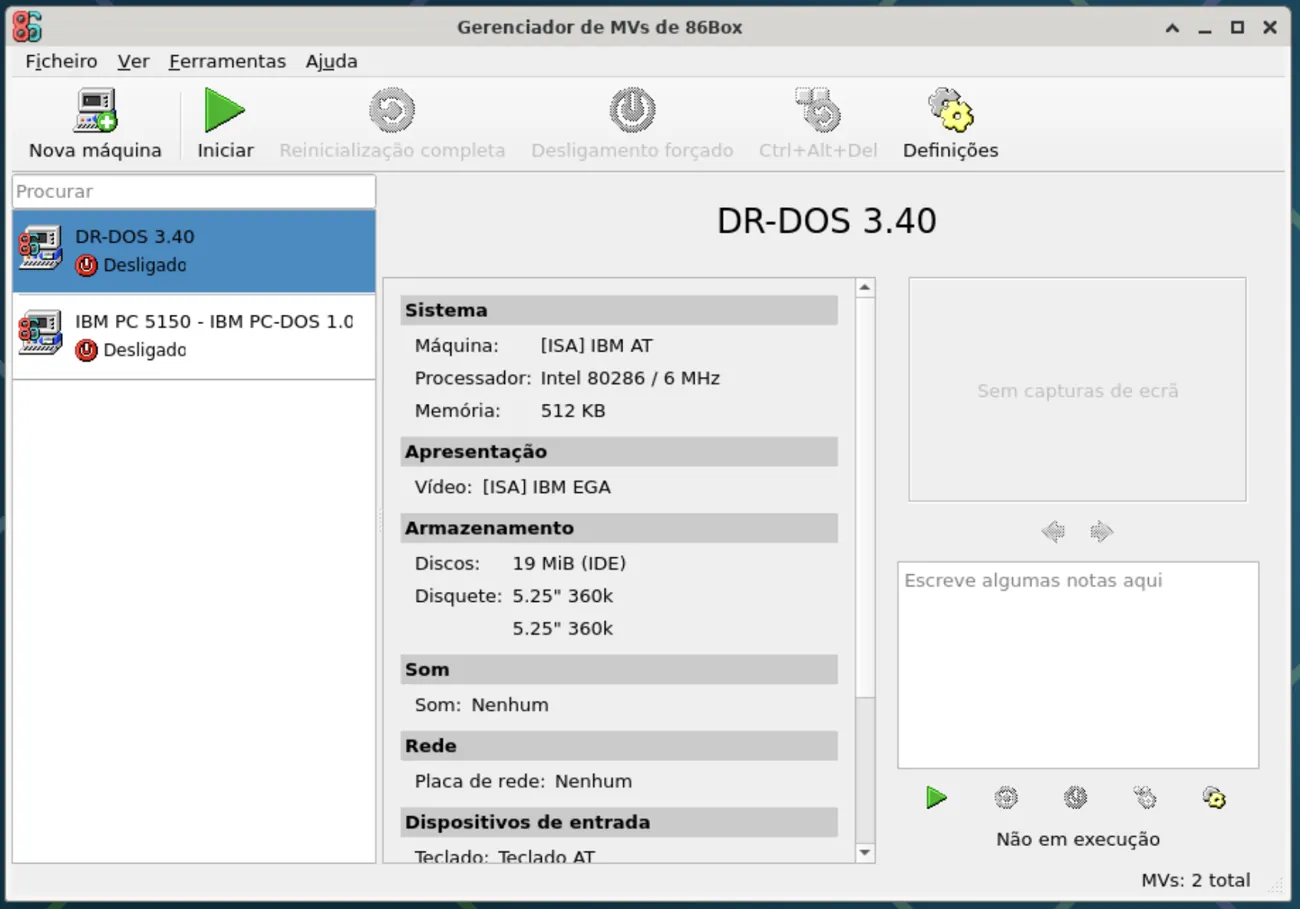 Gerenciador de MVs de 86Box
Ficheiro Ver Ferramentas Ajuda
Nova máquina Iniciar Reinicialização completa Desligamento forçado Ctrl+Alt+Del Definições
Procurar
DR-DOS 3.40
Desligado
IBM PC 5150 - IBM PC-DOS 1.0
Desligado
DR-DOS 3.40
Sistema
Máquina: [ISA] IBM AT
Processador: Intel 80286 / 6 MHz
Memória: 512 KB
Apresentação
Vídeo: [ISA] IBM EGA
Armazenamento
Discos: 19 MiB (IDE)
Disquete: 5.25" 360k
5.25" 360k
Som
Som: Nenhum
Rede
Placa de rede: Nenhum
Dispositivos de entrada
Teclado: Teclado AT
Sem capturas de ecrã
Escreve algumas notas aqui
Não em execução
MVs: 2 total